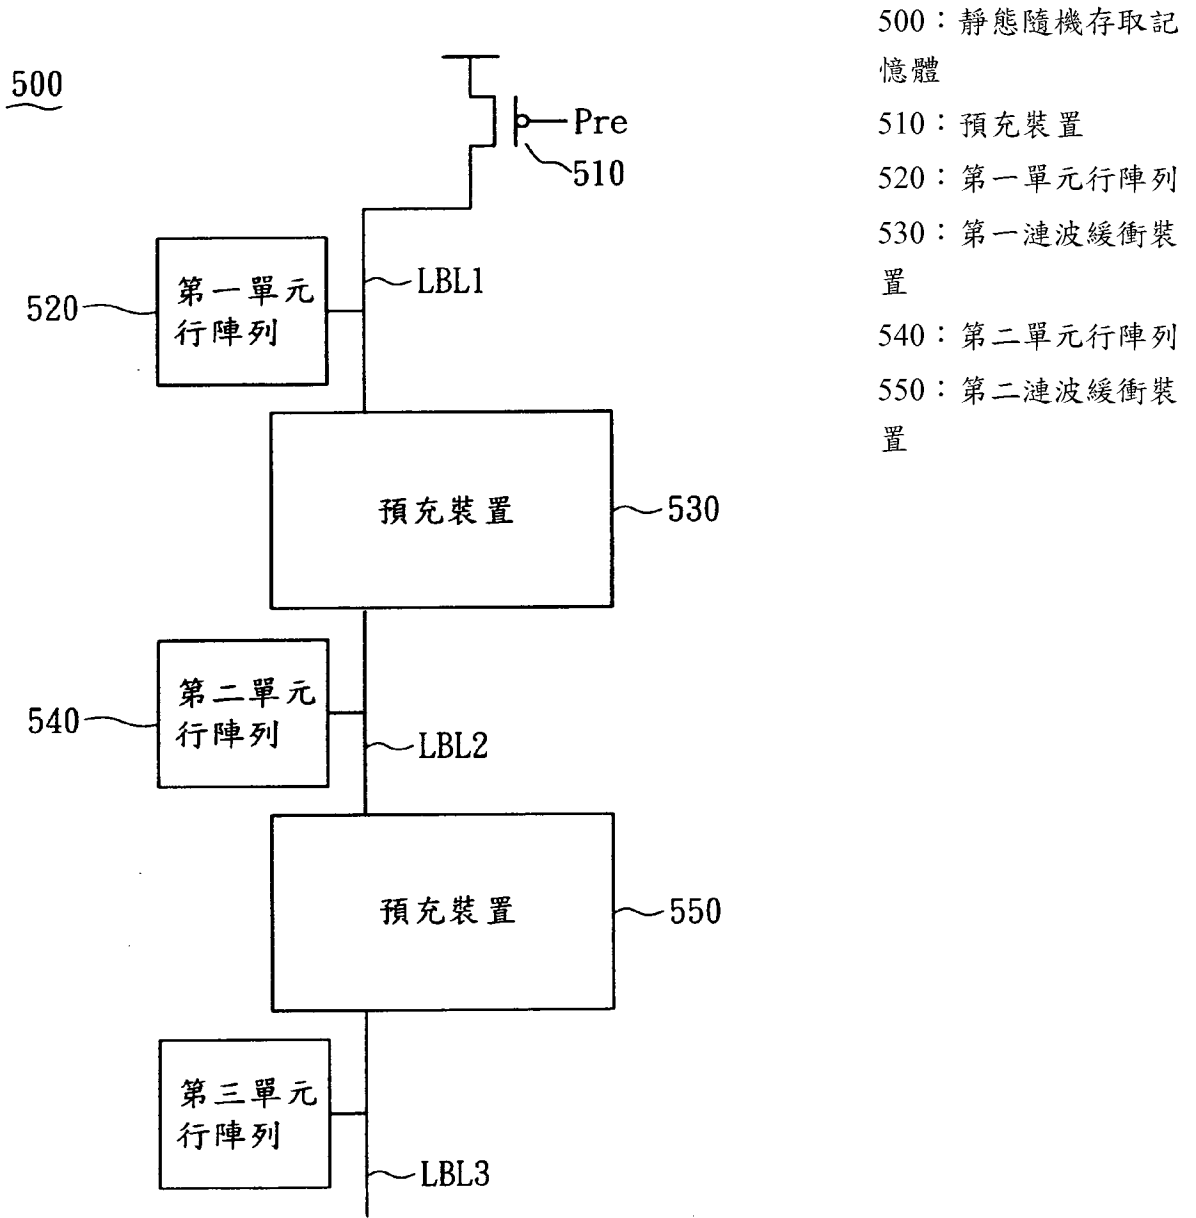 500
Pre
510
第一單元
行陣列
520
LBL1
預充裝置
530
第二單元
行陣列
540
LBL2
預充裝置
550
第三單元
行陣列
LBL3
500：靜態隨機存取記
憶體
510：預充裝置
520：第一單元行陣列
530：第一漣波緩衝裝
置
540：第二單元行陣列
550：第二漣波緩衝裝
置